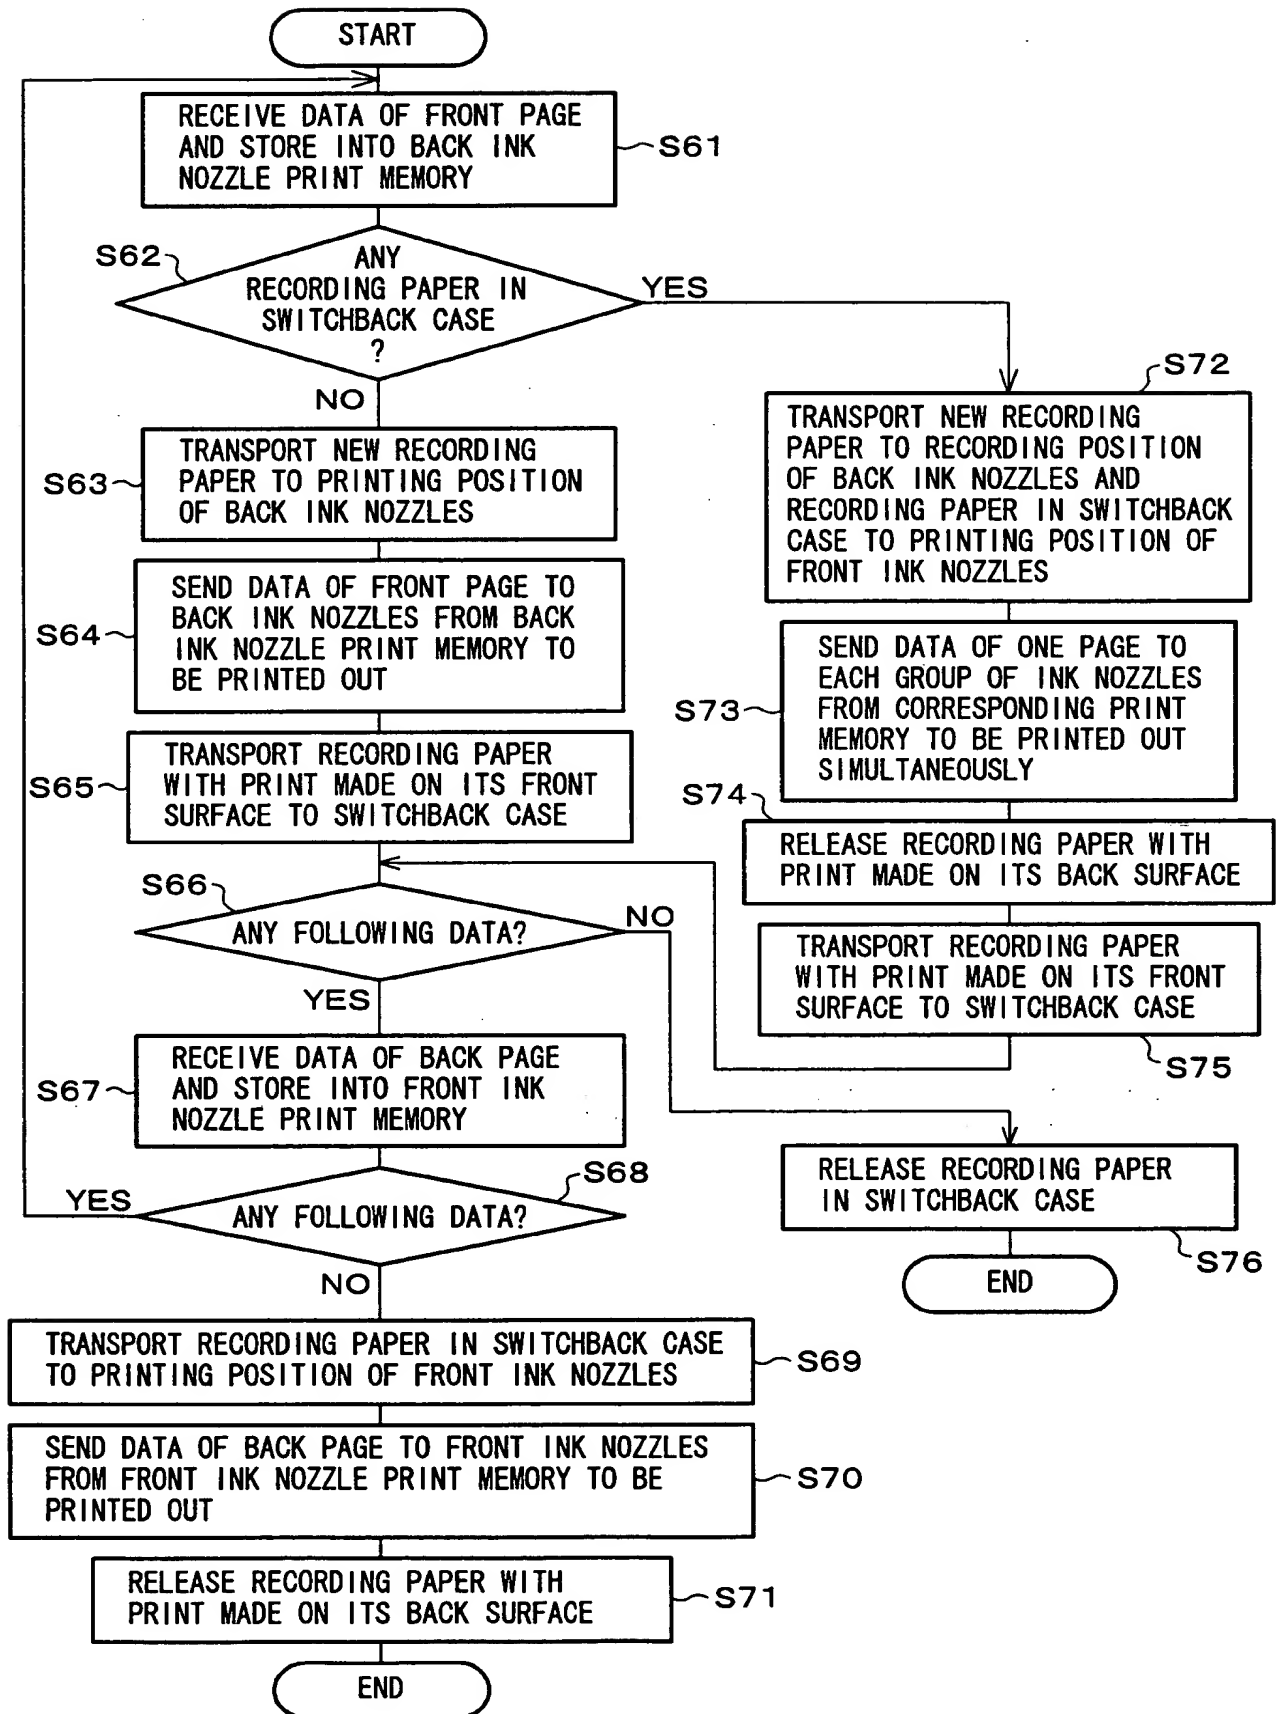 START
RECEIVE DATA OF FRONT PAGE
AND STORE INTO BACK INK
NOZZLE PRINT MEMORY
S61
S62
ANY
RECORDING PAPER IN
SWITCHBACK CASE
?
YES
NO
S63
TRANSPORT NEW RECORDING
PAPER TO PRINTING POSITION
OF BACK INK NOZZLES
S64
SEND DATA OF FRONT PAGE TO
BACK INK NOZZLES FROM BACK
INK NOZZLE PRINT MEMORY TO
BE PRINTED OUT
S65
TRANSPORT RECORDING PAPER
WITH PRINT MADE ON ITS FRONT
SURFACE TO SWITCHBACK CASE
S66
ANY FOLLOWING DATA?
NO
YES
S67
RECEIVE DATA OF BACK PAGE
AND STORE INTO FRONT INK
NOZZLE PRINT MEMORY
S68
YES
ANY FOLLOWING DATA?
NO
TRANSPORT RECORDING PAPER IN SWITCHBACK CASE
TO PRINTING POSITION OF FRONT INK NOZZLES
S69
SEND DATA OF BACK PAGE TO FRONT INK NOZZLES
FROM FRONT INK NOZZLE PRINT MEMORY TO BE
PRINTED OUT
S70
RELEASE RECORDING PAPER WITH
PRINT MADE ON ITS BACK SURFACE
S71
END
S72
TRANSPORT NEW RECORDING
PAPER TO RECORDING POSITION
OF BACK INK NOZZLES AND
RECORDING PAPER IN SWITCHBACK
CASE TO PRINTING POSITION OF
FRONT INK NOZZLES
S73
SEND DATA OF ONE PAGE TO
EACH GROUP OF INK NOZZLES
FROM CORRESPONDING PRINT
MEMORY TO BE PRINTED OUT
SIMULTANEOUSLY
S74
RELEASE RECORDING PAPER WITH
PRINT MADE ON ITS BACK SURFACE
TRANSPORT RECORDING PAPER
WITH PRINT MADE ON ITS FRONT
SURFACE TO SWITCHBACK CASE
S75
RELEASE RECORDING PAPER
IN SWITCHBACK CASE
S76
END